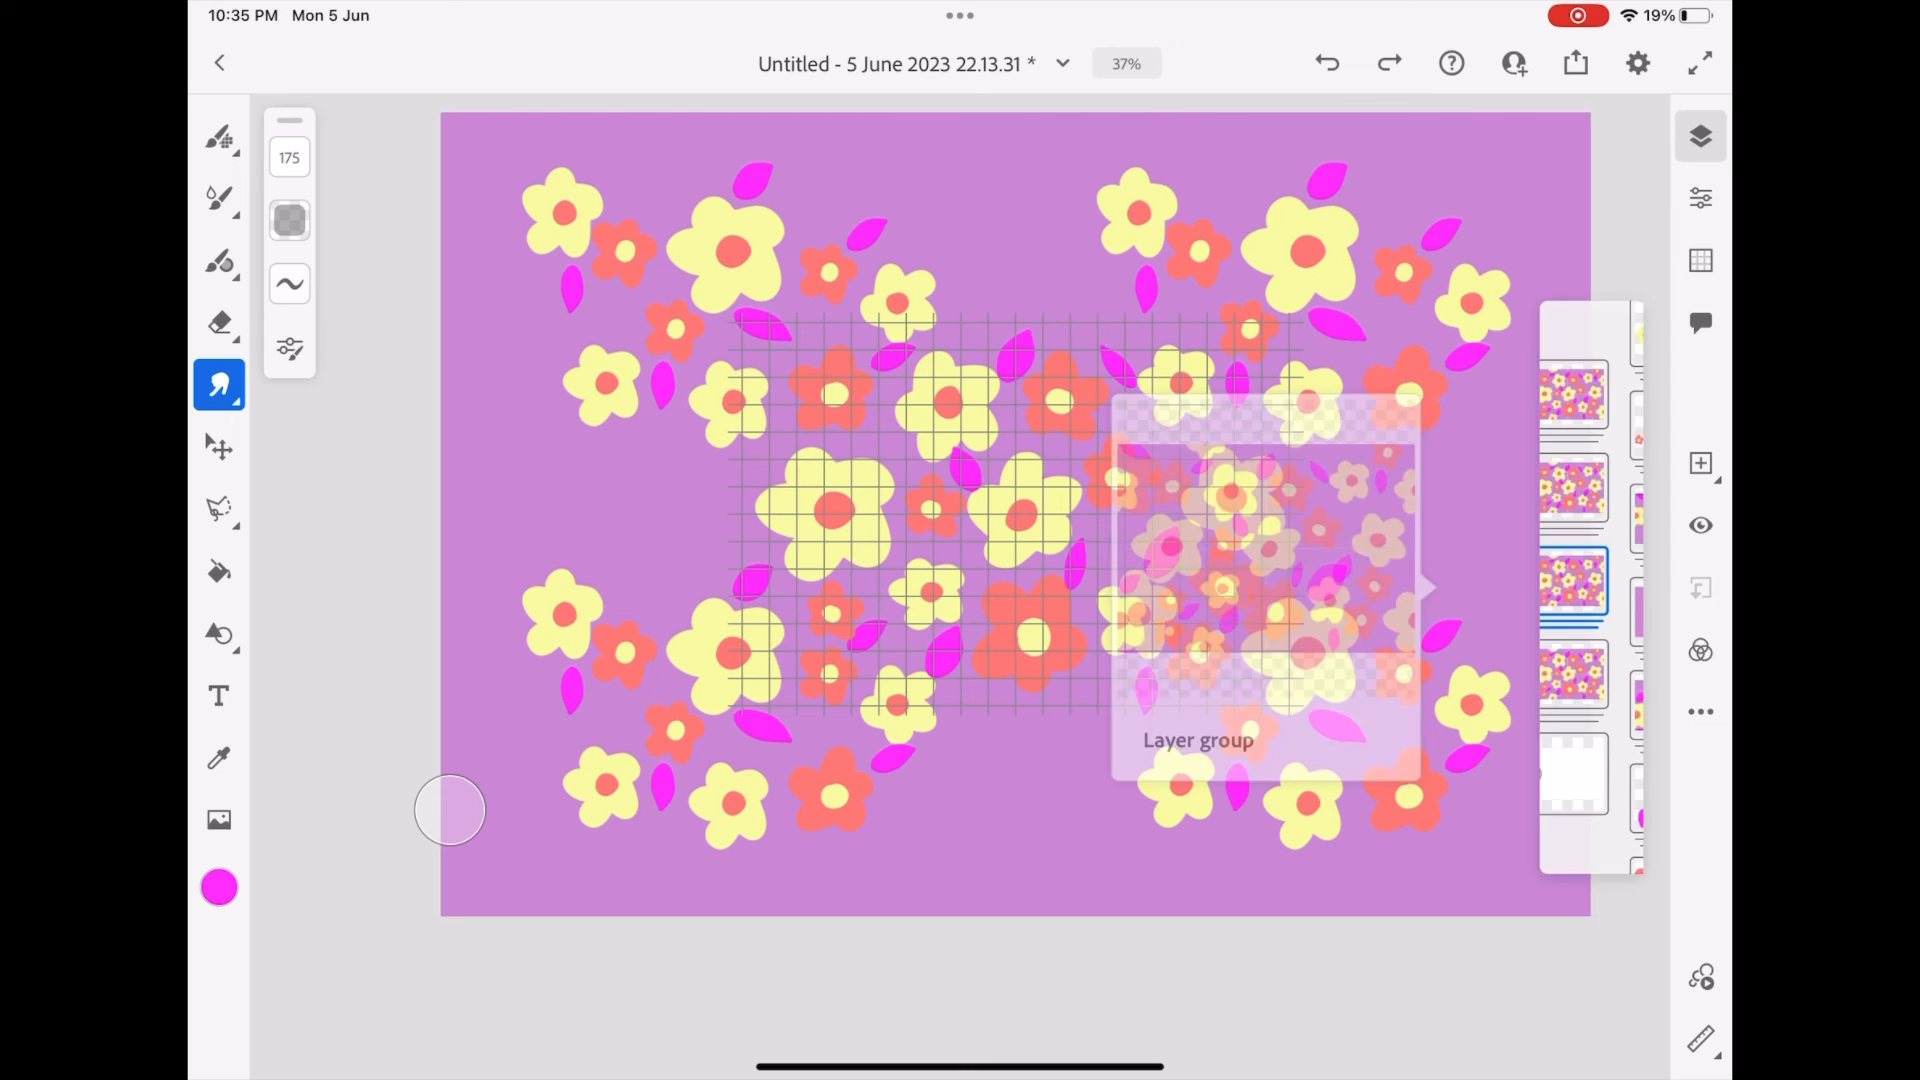 10:35 PM Mon 5 Jun
19%
Untitled - 5 June 2023 22.13.31 *
37%
175
T
Layer group